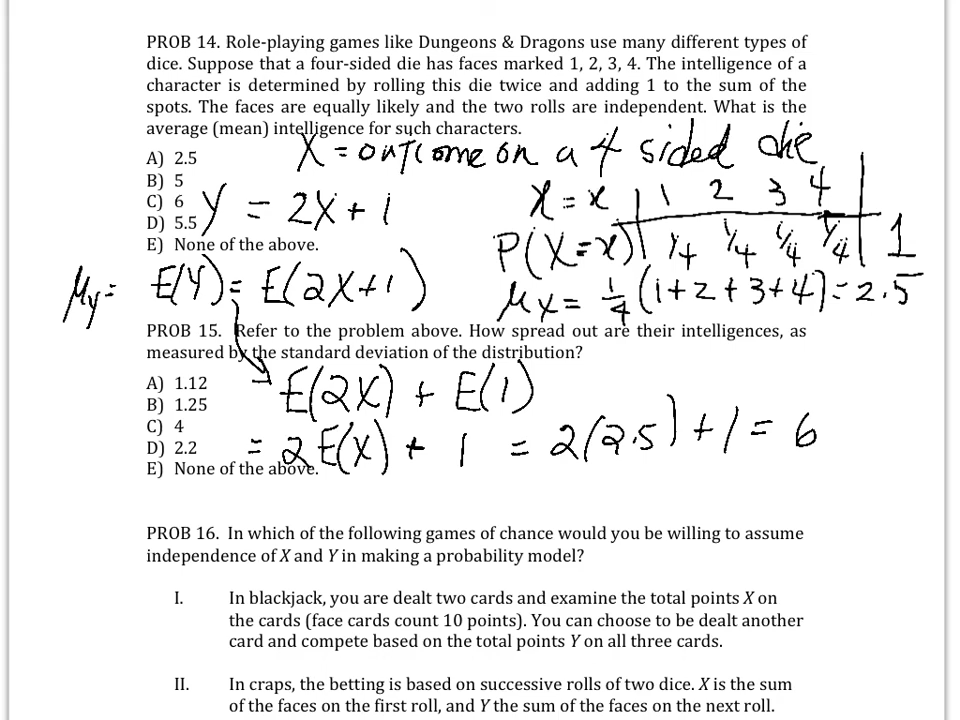 PROB 14. Role-playing games like Dungeons & Dragons use many different types of
dice. Suppose that a four-sided die has faces marked 1, 2, 3, 4. The intelligence of a
character is determined by rolling this die twice and adding 1 to the sum of the
spots. The faces are equally likely and the two rolls are independent. What is the
average (mean) intelligence for such characters.
X = outcome on a 4 sided die
A) 2.5
B) 5
C) 6
D) 5.5
E) None of the above.
Y = 2X + 1
X = x 1 2 3 4
P(X=x) 1/4 1/4 1/4 1/4 1
μy = E(Y) = E(2X+1)
μx = 1/4 (1+2+3+4) = 2.5
PROB 15. Refer to the problem above. How spread out are their intelligences, as
measured by the standard deviation of the distribution?
A) 1.12
B) 1.25
C) 4
D) 2.2
E) None of the above.
E(2X) + E(1)
= 2E(X) + 1 = 2(2.5) + 1 = 6
PROB 16. In which of the following games of chance would you be willing to assume
independence of X and Y in making a probability model?
I. In blackjack, you are dealt two cards and examine the total points X on
the cards (face cards count 10 points). You can choose to be dealt another
card and compete based on the total points Y on all three cards.
II. In craps, the betting is based on successive rolls of two dice. X is the sum
of the faces on the first roll, and Y the sum of the faces on the next roll.